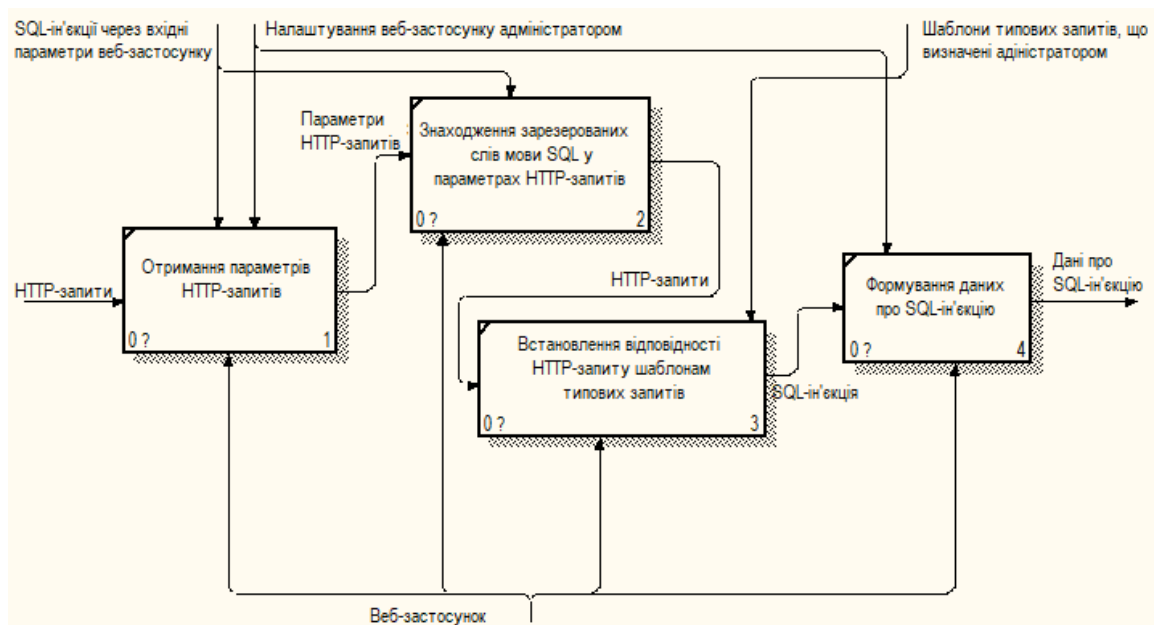 SQL-ін'єкції через вхідні
параметри веб-застосунку
Налаштування веб-застосунку адміністратором
Шаблони типових запитів, що
визначені адіністратором
Параметри
HTTP-запитів
Знаходження зарезерованих
слів мови SQL у
параметрах HTTP-запитів
0 ?
2
Отримання параметрів
HTTP-запитів
0 ?
1
HTTP-запити
HTTP-запити
Встановлення відповідності
HTTP-запиту шаблонам
типових запитів
0 ?
3
SQL-ін'єкція
Формування даних
про SQL-ін'єкцію
0 ?
4
Дані про
SQL-ін'єкцію
Веб-застосунок